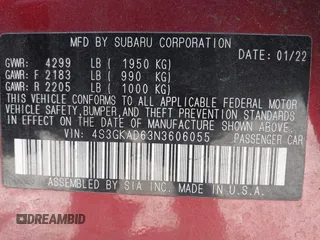 MFD BY SUBARU CORPORATION
DATE: 01/22
GVWR: 4299 LB ( 1950 KG)
GAWR: F 2183 LB ( 990 KG)
GAWR: R 2205 LB ( 1000 KG)
THIS VEHICLE CONFORMS TO ALL APPLICABLE FEDERAL MOTOR
VEHICLE SAFETY, BUMPER, AND THEFT PREVENTION STANDARDS
IN EFFECT ON THE DATE OF MANUFACTURE SHOWN ABOVE.
VIN: 4S3GKAD63N3606055 PASSENGER CAR
ASSEMBLED BY SIA INC. MADE IN U.S.A.
DREAMBID